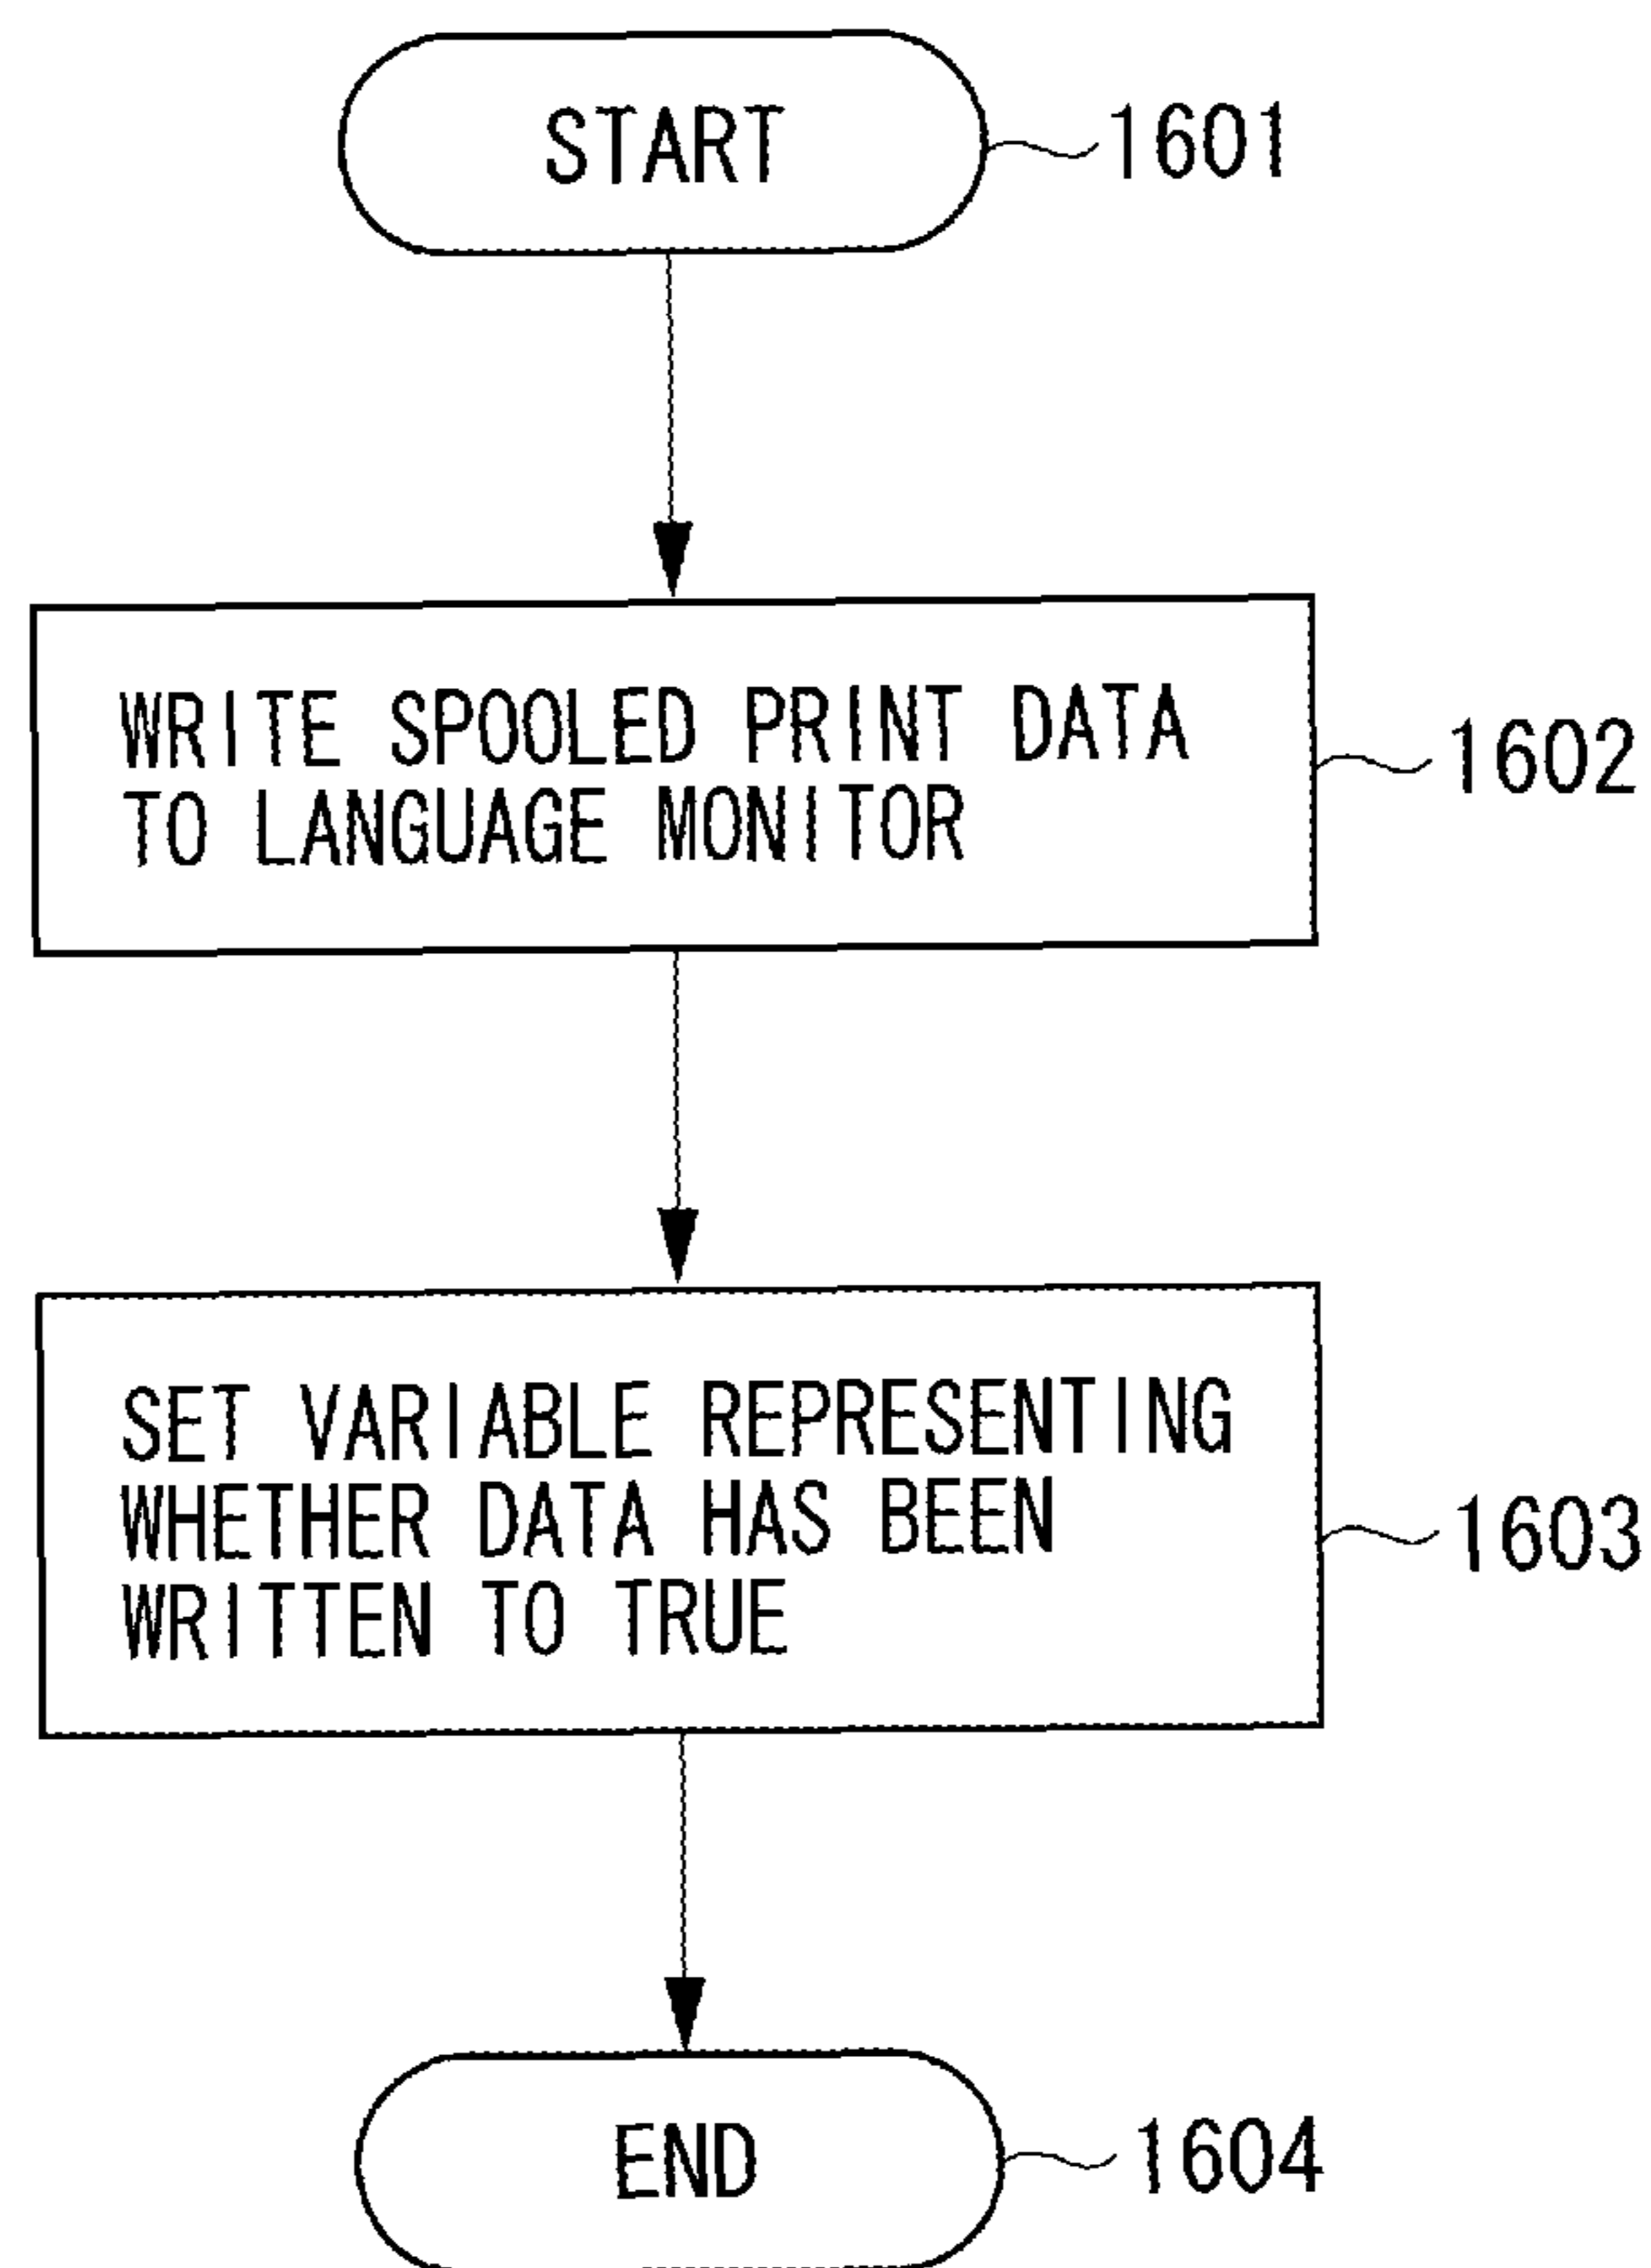 START
1601
WRITE SPOOLED PRINT DATA
TO LANGUAGE MONITOR
1602
SET VARIABLE REPRESENTING
WHETHER DATA HAS BEEN
WRITTEN TO TRUE
1603
END
1604